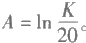 A = ln K/20。